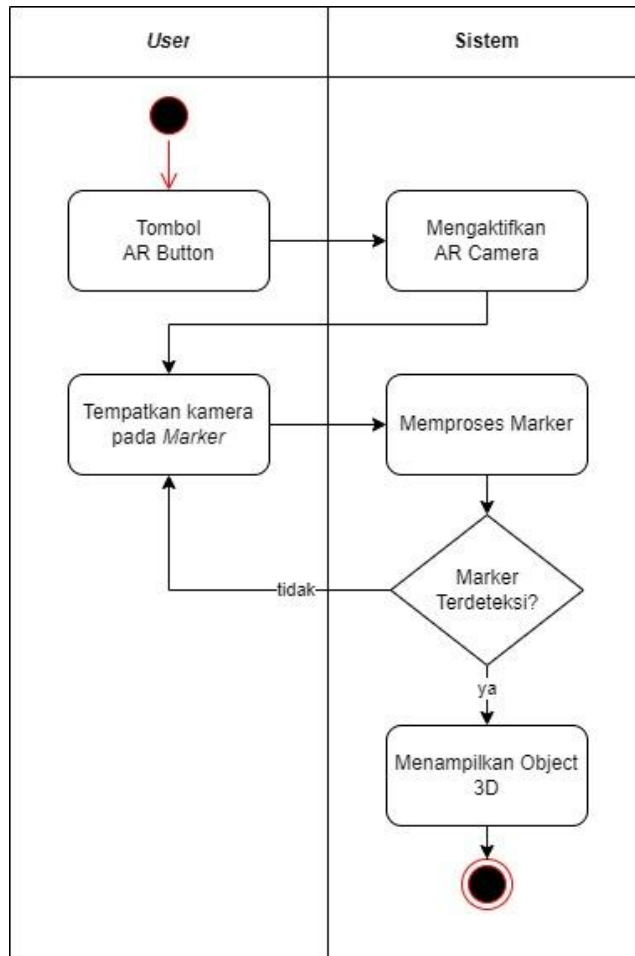 User
Sistem
Tombol
AR Button
Mengaktifkan
AR Camera
Tempatkan kamera
pada Marker
Memproses Marker
Marker
Terdeteksi?
tidak
ya
Menampilkan Object
3D